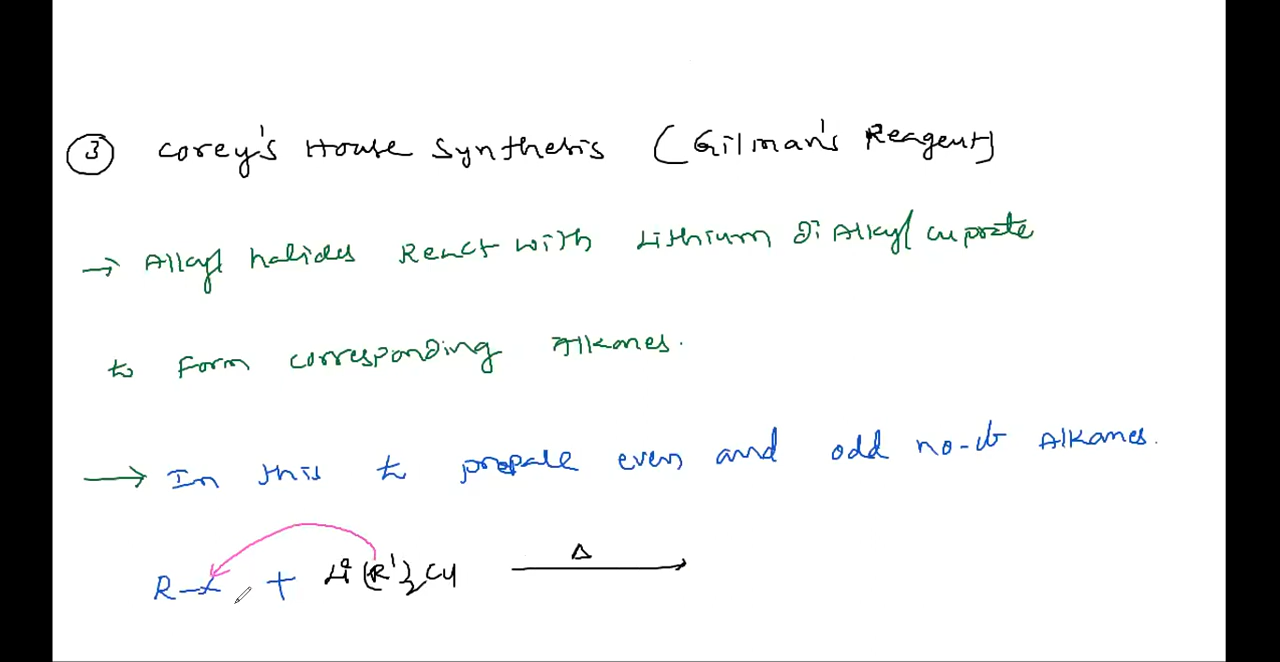 ③ Corey's House Synthesis (Gilman's Reagent)
→ Alkyl halides React with Lithium di Alkyl cuprate
to Form corresponding Alkanes.
→ In this to prepare even and odd no-of Alkanes.
R-X + Li(R')₂Cu Δ→